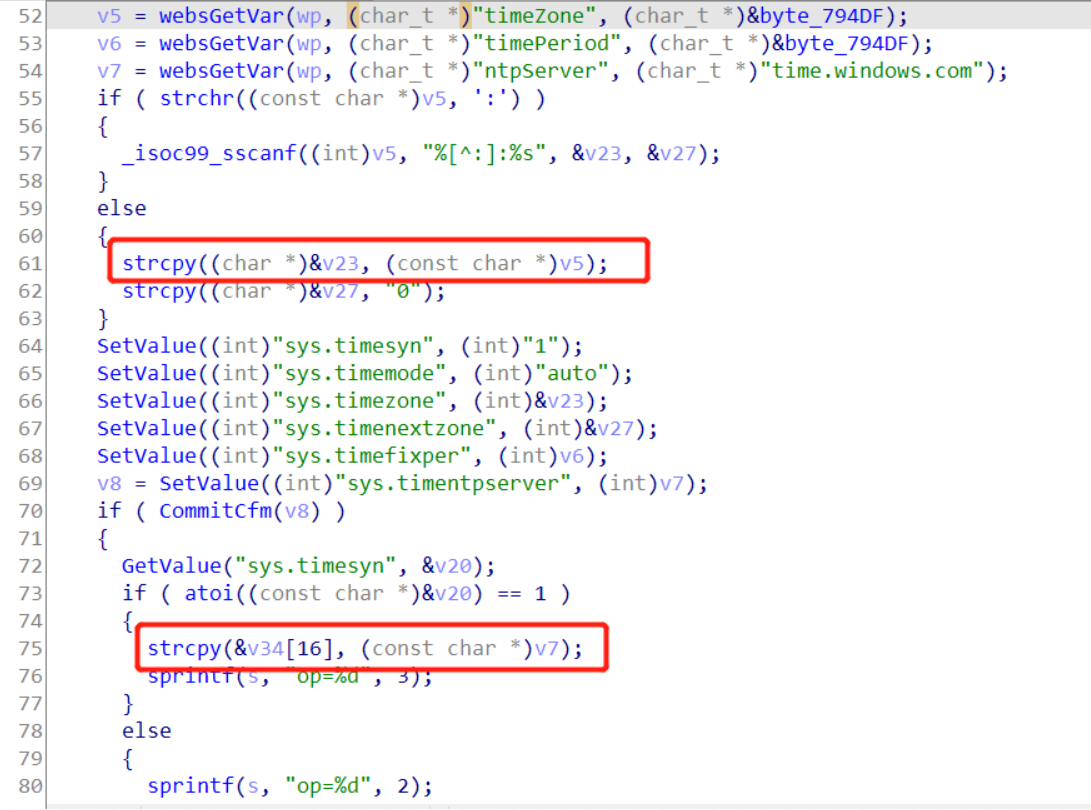 52 v5 = websGetVar(wp, (char_t *)"timeZone", (char_t *)&byte_794DF);
53 v6 = websGetVar(wp, (char_t *)"timePeriod", (char_t *)&byte_794DF);
54 v7 = websGetVar(wp, (char_t *)"ntpServer", (char_t *)"time.windows.com");
55 if ( strchr((const char *)v5, ':') )
56 {
57 _isoc99_sscanf((int)v5, "%[^:]:%s", &v23, &v27);
58 }
59 else
60 {
61 strcpy((char *)&v23, (const char *)v5);
62 strcpy((char *)&v27, "0");
63 }
64 SetValue((int)"sys.timesyn", (int)"1");
65 SetValue((int)"sys.timemode", (int)"auto");
66 SetValue((int)"sys.timezone", (int)&v23);
67 SetValue((int)"sys.timenextzone", (int)&v27);
68 SetValue((int)"sys.timefixper", (int)v6);
69 v8 = SetValue((int)"sys.timentpserver", (int)v7);
70 if ( CommitCfm(v8) )
71 {
72 GetValue("sys.timesyn", &v20);
73 if ( atoi((const char *)&v20) == 1 )
74 {
75 strcpy(&v34[16], (const char *)v7);
76 sprintf(s, "op=%d", 3);
77 }
78 else
79 {
80 sprintf(s, "op=%d", 2);